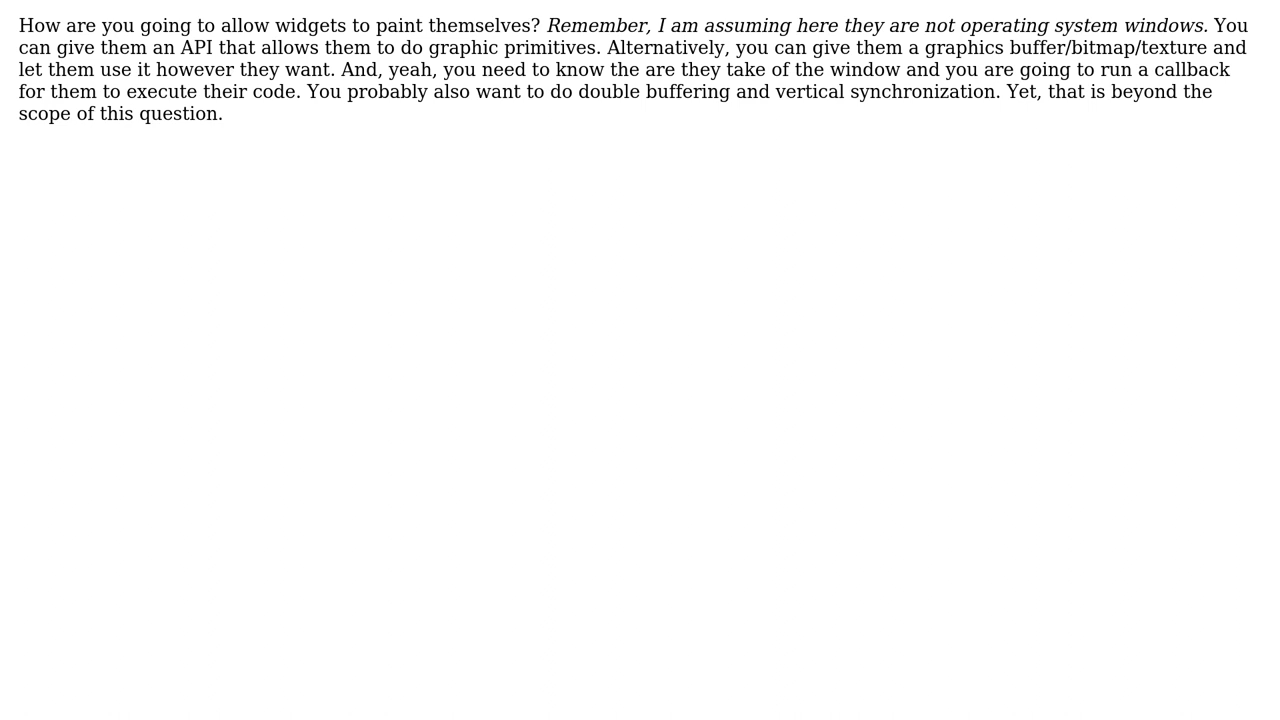 How are you going to allow widgets to paint themselves? Remember, I am assuming here they are not operating system windows. You
can give them an API that allows them to do graphic primitives. Alternatively, you can give them a graphics buffer/bitmap/texture and
let them use it however they want. And, yeah, you need to know the are they take of the window and you are going to run a callback
for them to execute their code. You probably also want to do double buffering and vertical synchronization. Yet, that is beyond the
scope of this question.